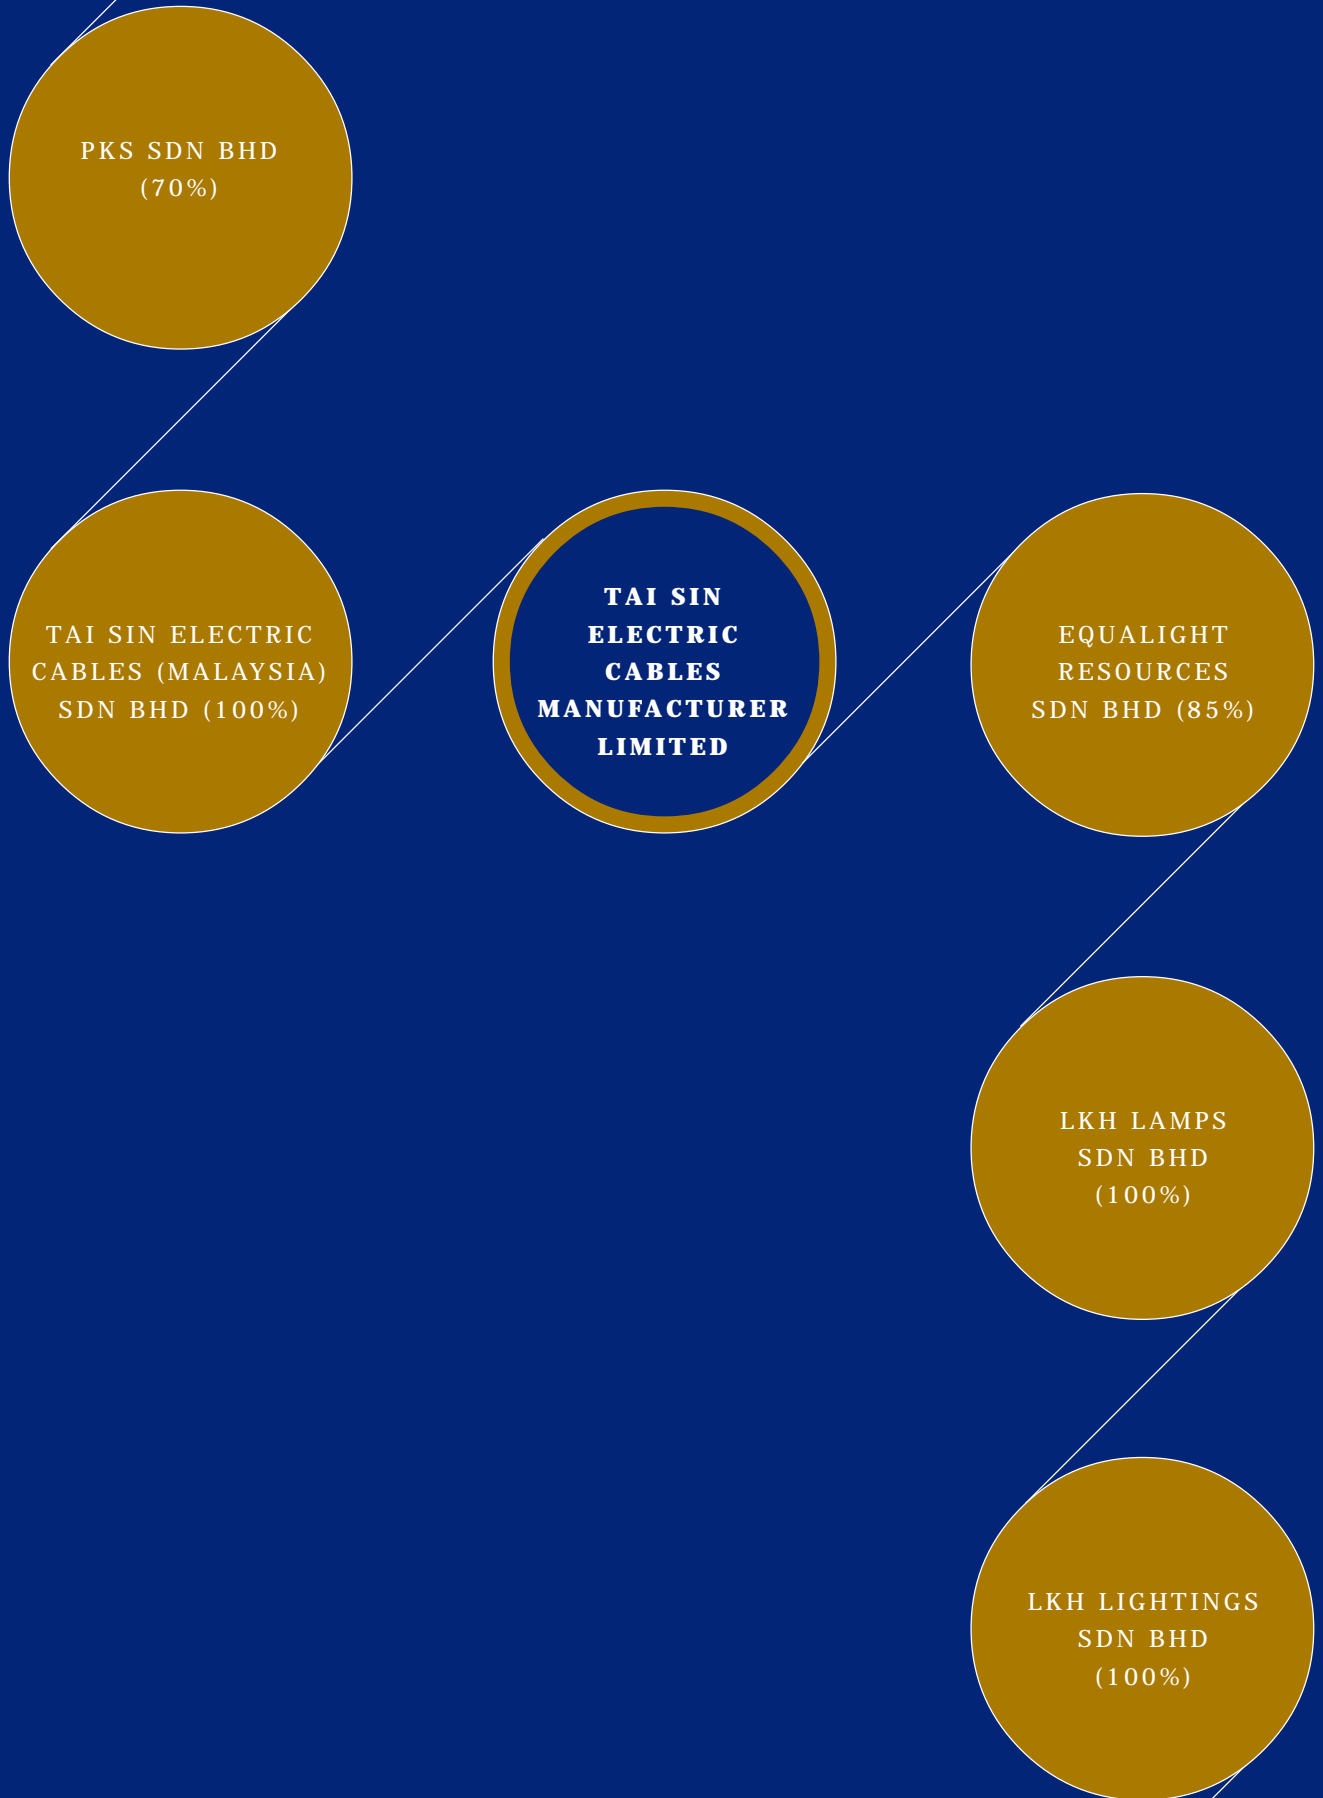 PKS SDN BHD
(70%)
TAI SIN ELECTRIC
CABLES (MALAYSIA)
SDN BHD (100%)
TAI SIN
ELECTRIC
CABLES
MANUFACTURER
LIMITED
EQUALIGHT
RESOURCES
SDN BHD (85%)
LKH LAMPS
SDN BHD
(100%)
LKH LIGHTINGS
SDN BHD
(100%)